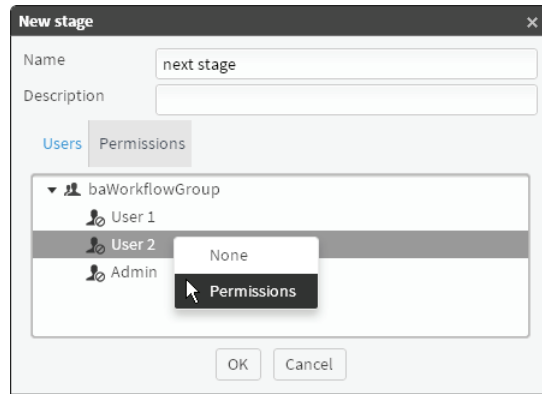 New stage ×
Name next stage
Description
Users Permissions
baWorkflowGroup
User 1
User 2
None
Admin
Permissions
OK Cancel